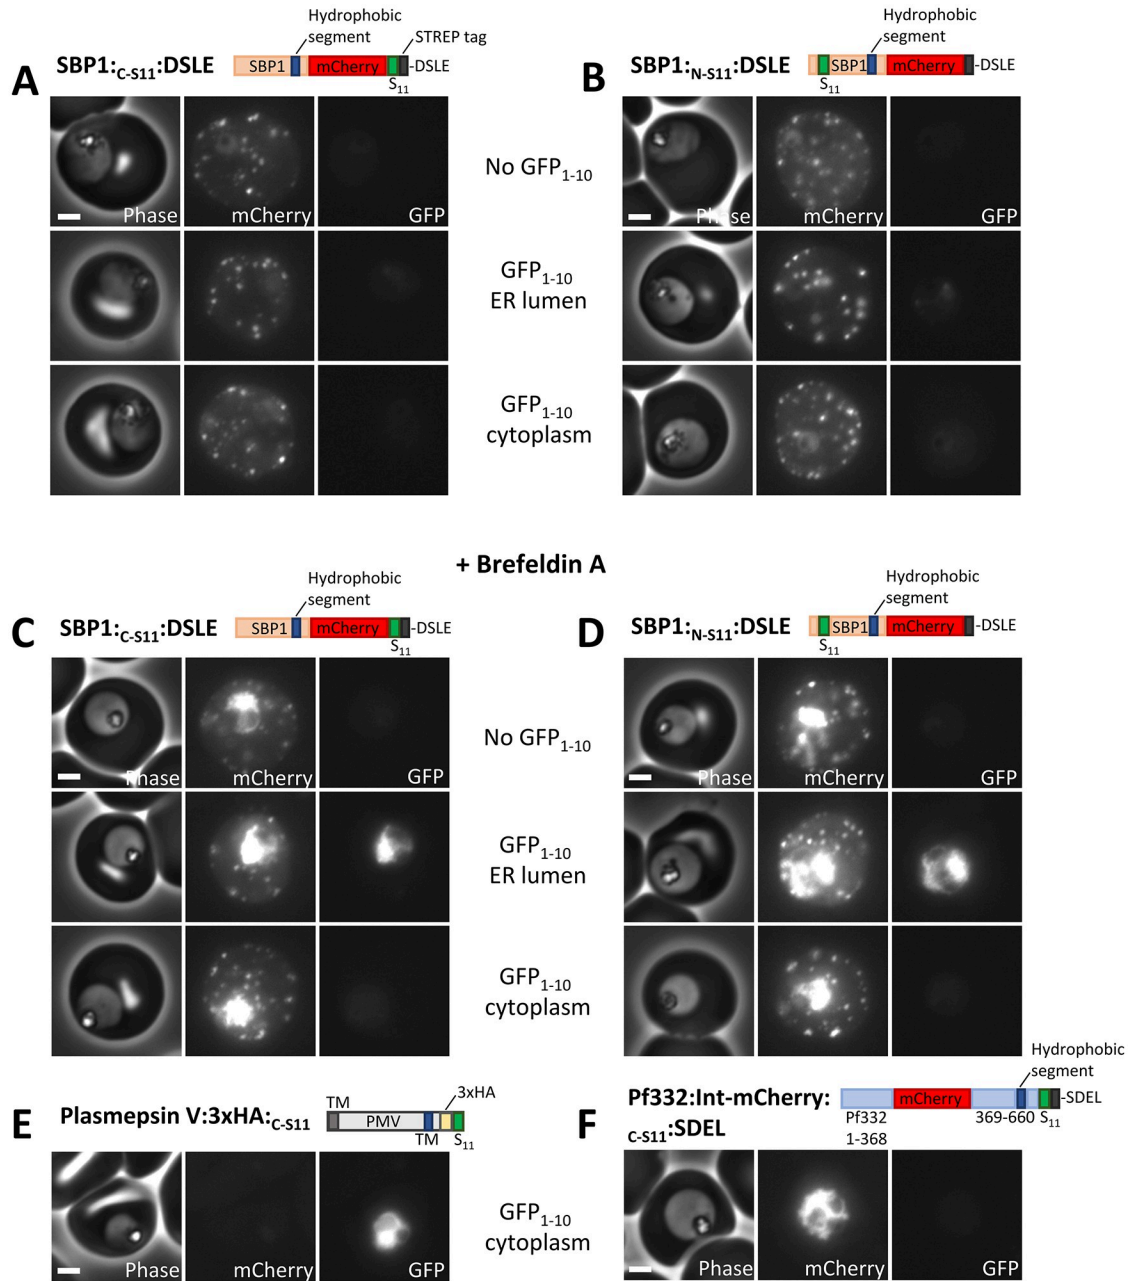 Hydrophobic
segment
STREP tag
A
SBP1:C-S11:DSLE
SBP1
mCherry
-DSLE
S11
Hydrophobic
segment
B
SBP1:N-S11:DSLE
SBP1
mCherry
-DSLE
S11
Phase
mCherry
GFP
No GFP1-10
Phase
mCherry
GFP
GFP1-10
ER lumen
GFP1-10
cytoplasm
+ Brefeldin A
Hydrophobic
segment
C
SBP1:C-S11:DSLE
SBP1
mCherry
-DSLE
S11
Hydrophobic
segment
D
SBP1:N-S11:DSLE
SBP1
mCherry
-DSLE
S11
Phase
mCherry
GFP
No GFP1-10
Phase
mCherry
GFP
GFP1-10
ER lumen
GFP1-10
cytoplasm
E
Plasmepsin V:3xHA:C-S11
TM
3xHA
PMV
TM
S11
Hydrophobic
segment
F
Pf332:Int-mCherry:
C-S11:SDEL
mCherry
-SDEL
Pf332
1-368
369-660
S11
Phase
mCherry
GFP
GFP1-10
cytoplasm
Phase
mCherry
GFP